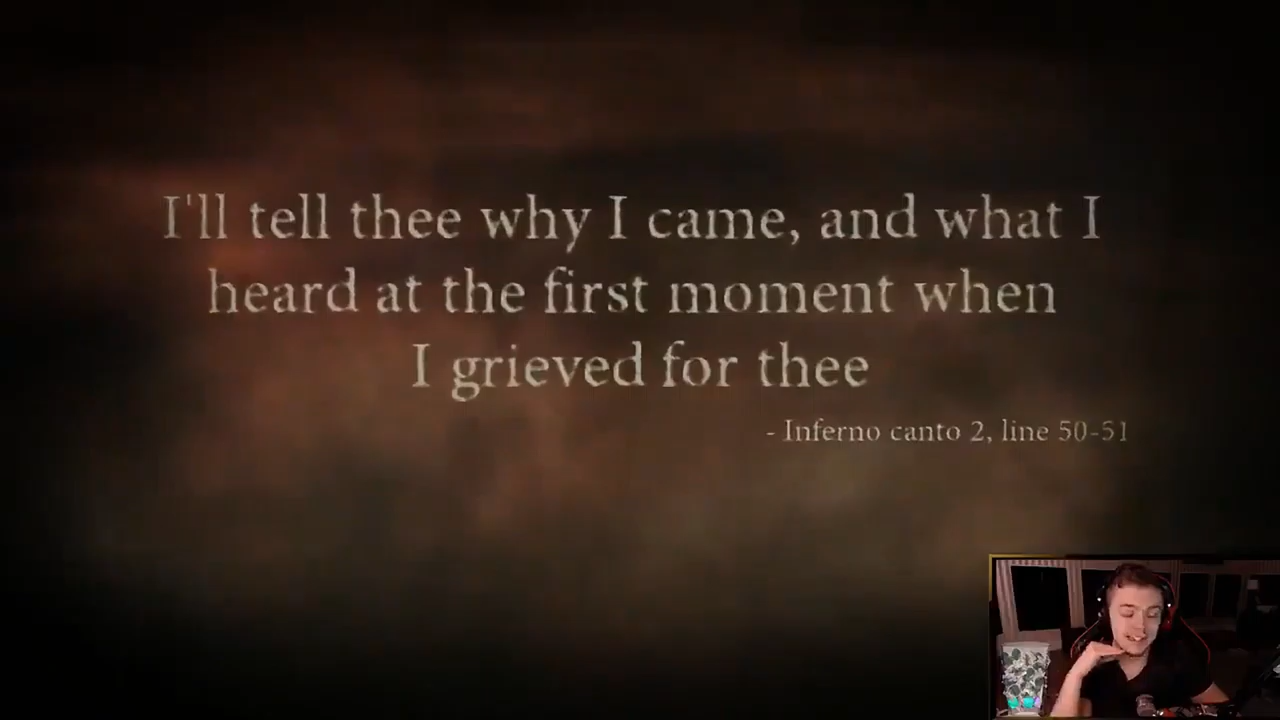 I'll tell thee why I came, and what I
heard at the first moment when
I grieved for thee
- Inferno canto 2, line 50-51